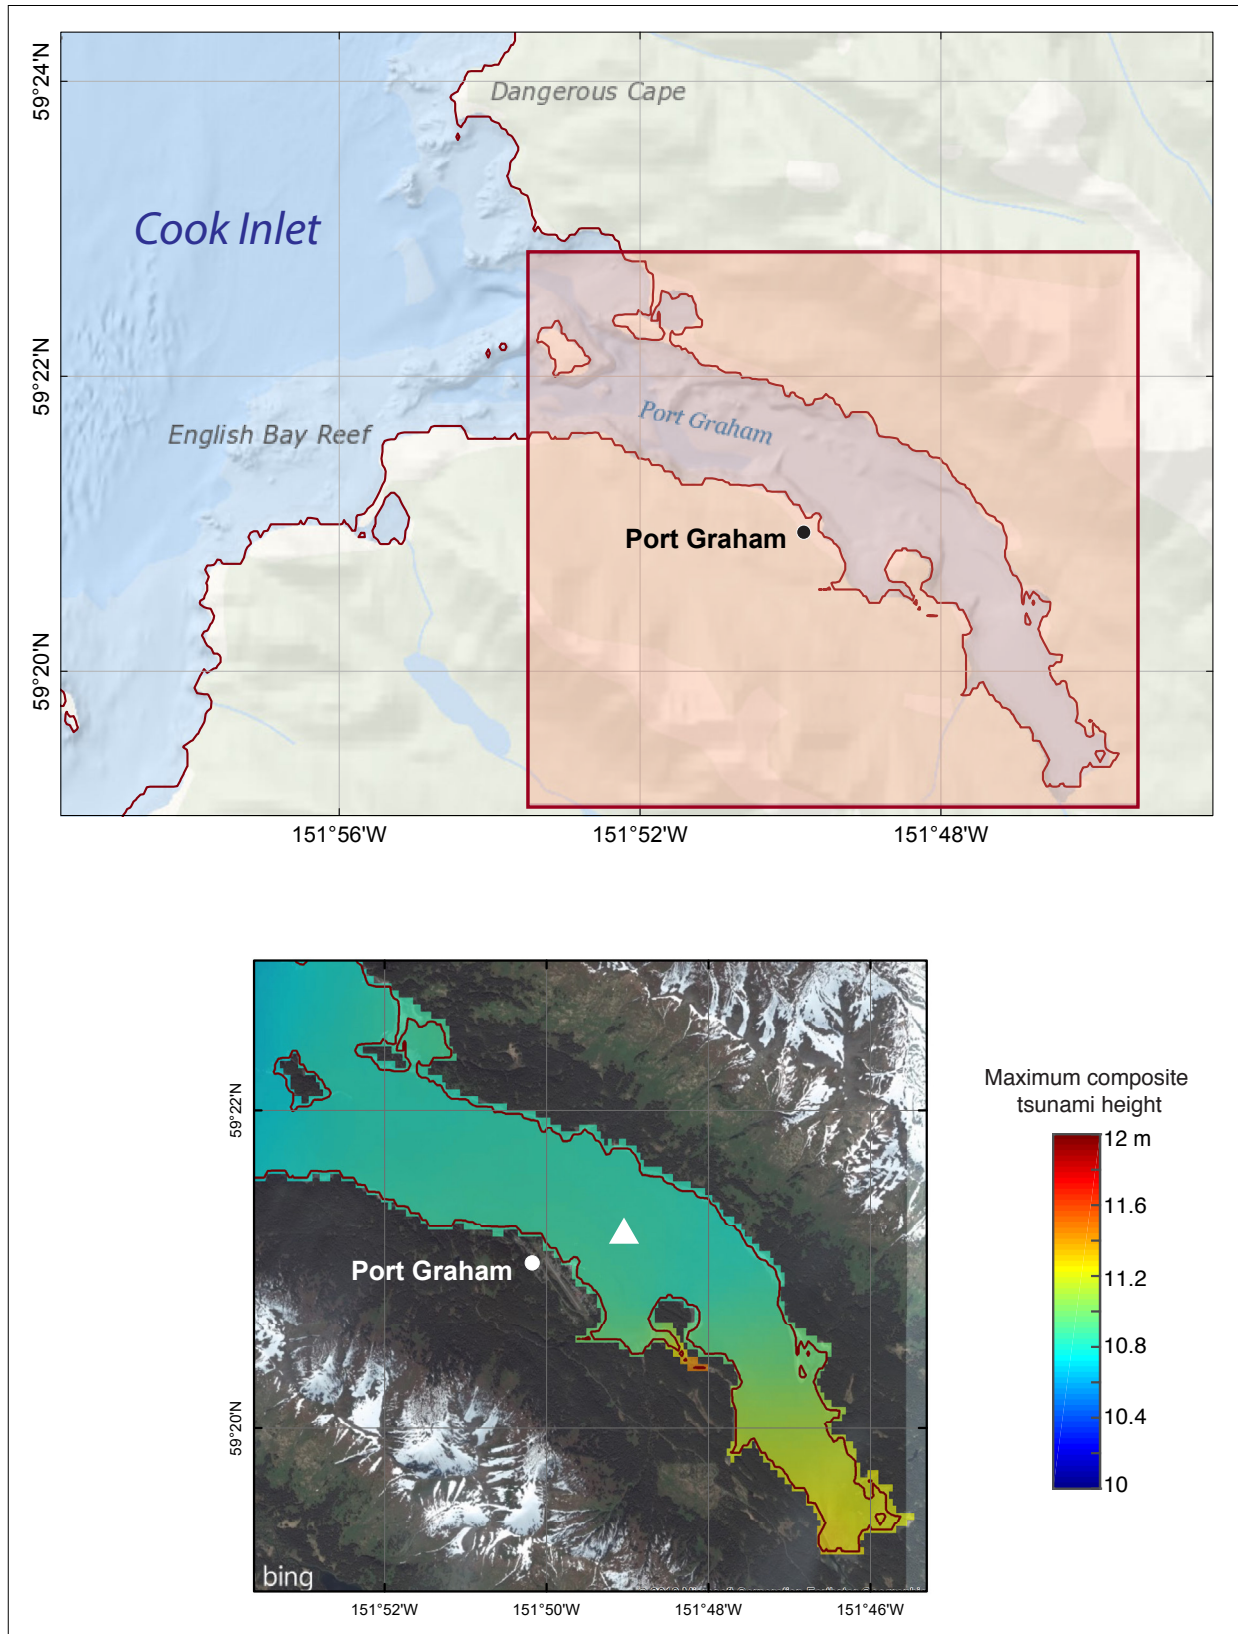 59°24'N
Dangerous Cape
Cook Inlet
59°22'N
Port Graham
English Bay Reef
Port Graham
59°20'N
151°56'W
151°52'W
151°48'W
Maximum composite
tsunami height
59°22'N
12 m
11.6
Port Graham
11.2
10.8
59°20'N
10.4
10
bing
151°52'W
151°50'W
151°48'W
151°46'W